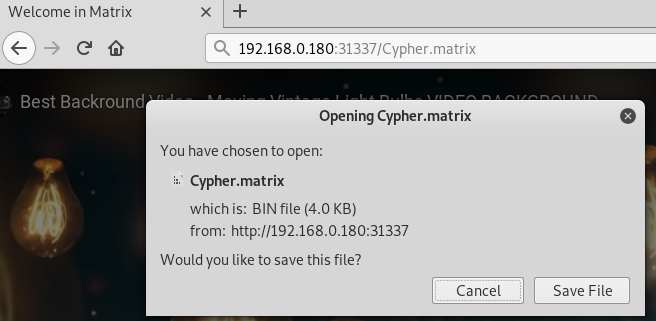 Welcome in Matrix
192.168.0.180:31337/Cypher.matrix
Best Backround Video - Moving Vintage Light Bulbs VIDEO BACKGROUND
Opening Cypher.matrix
You have chosen to open:
Cypher.matrix
which is: BIN file (4.0 KB)
from: http://192.168.0.180:31337
Would you like to save this file?
Cancel
Save File